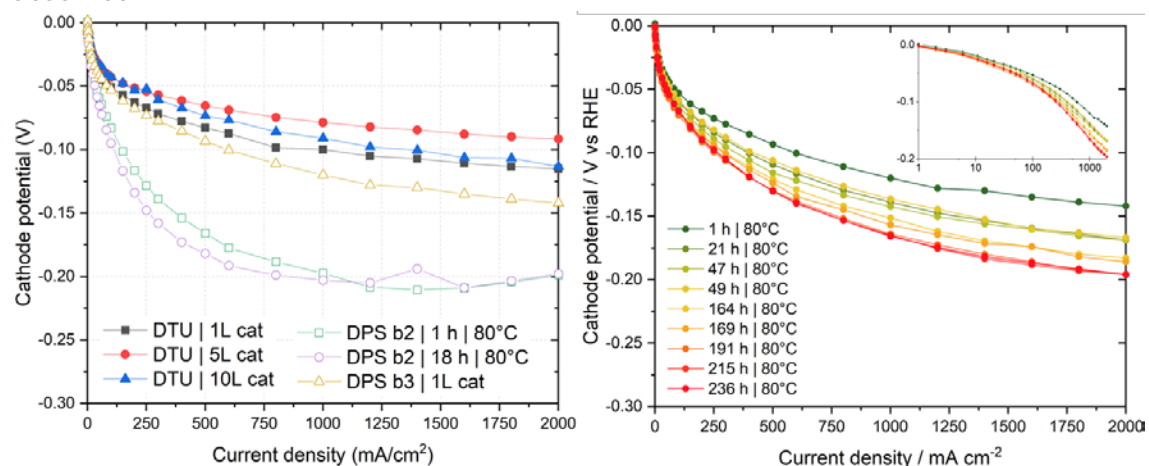 0.00
-0.05
-0.10
-0.15
-0.20
-0.25
-0.30
Cathode potential (V)
DTU | 1L cat
DTU | 5L cat
DTU | 10L cat
DPS b2 | 1 h | 80°C
DPS b2 | 18 h | 80°C
DPS b3 | 1L cat
0 250 500 750 1000 1250 1500 1750 2000
Current density (mA/cm²)
0.00
-0.05
-0.10
-0.15
-0.20
-0.25
-0.30
Cathode potential / V vs RHE
0.0
-0.1
-0.2
1 10 100 1000
1 h | 80°C
21 h | 80°C
47 h | 80°C
49 h | 80°C
164 h | 80°C
169 h | 80°C
191 h | 80°C
215 h | 80°C
236 h | 80°C
0 250 500 750 1000 1250 1500 1750 2000
Current density / mA cm⁻²